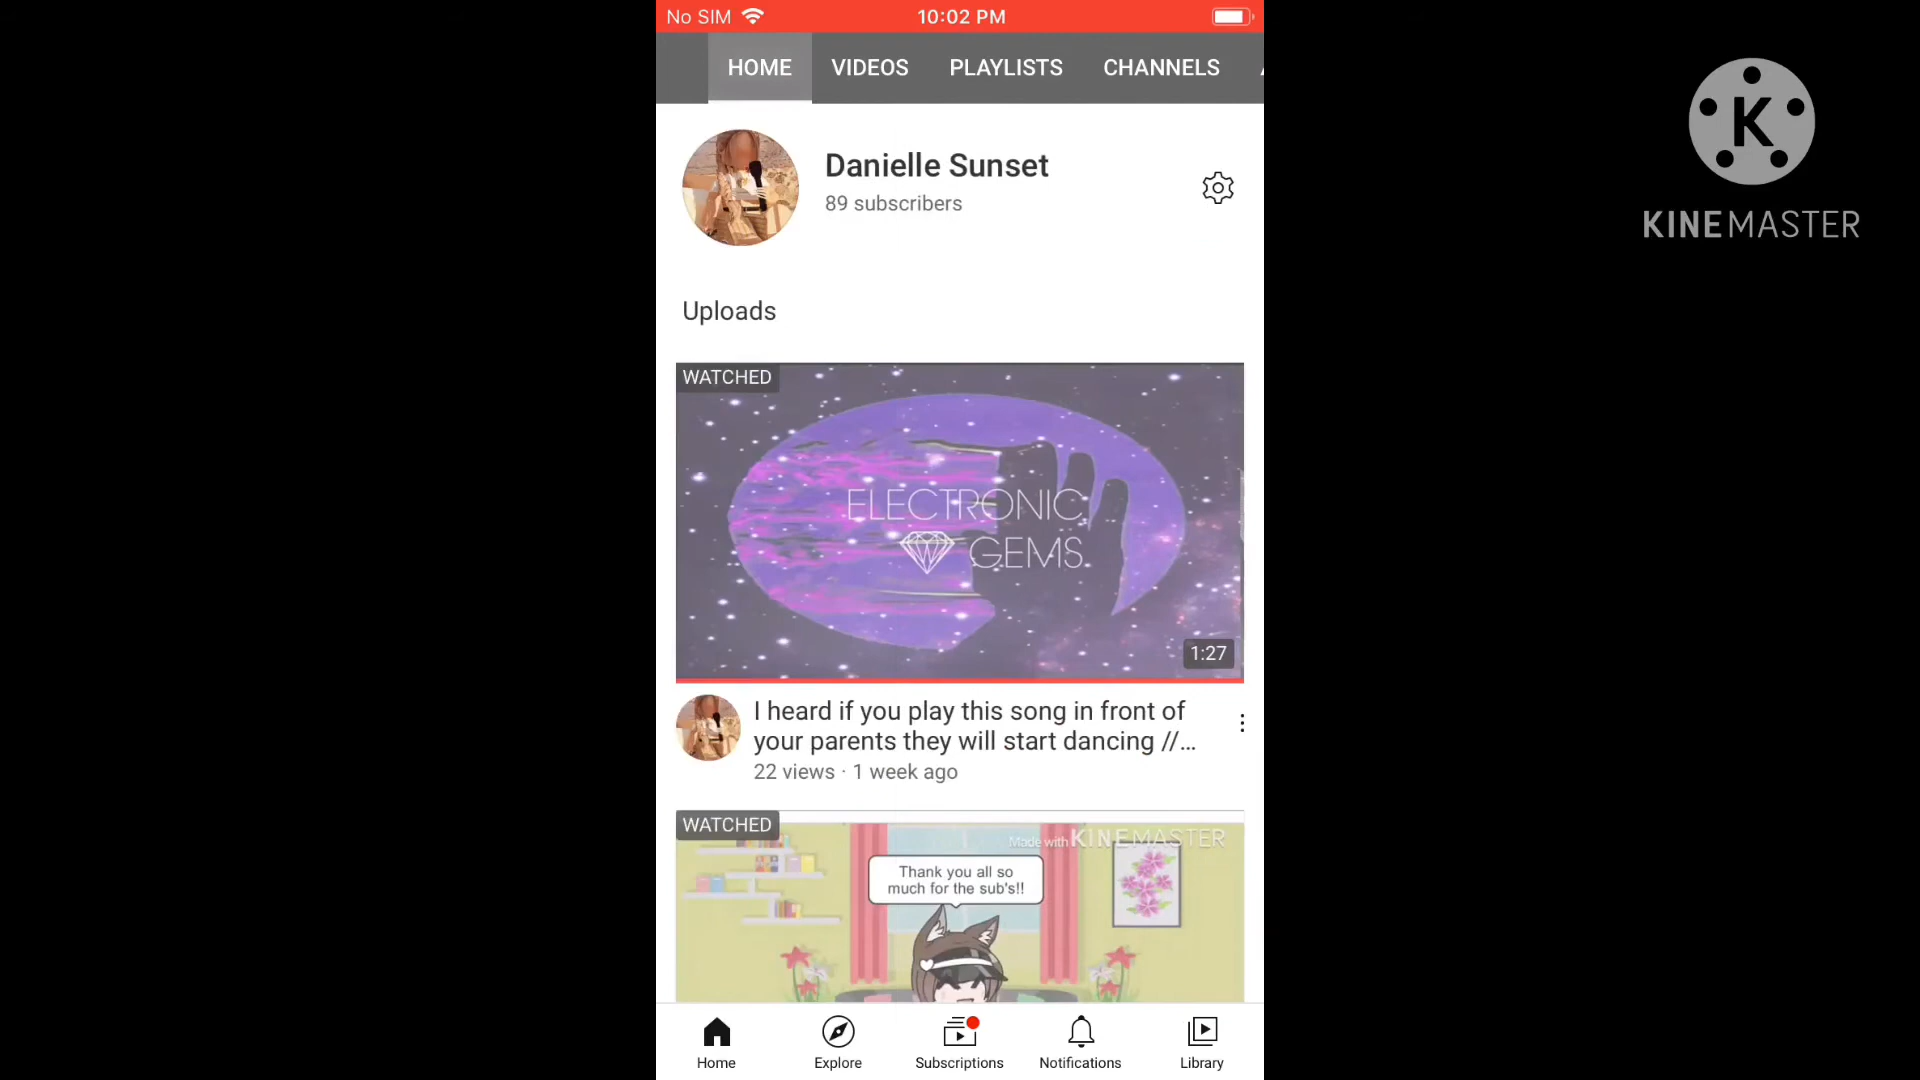 No SIM
10:02 PM
HOME
VIDEOS
PLAYLISTS
CHANNELS
K
KINEMASTER
Danielle Sunset
89 subscribers
Uploads
WATCHED
ELECTRONIC
GEMS
1:27
I heard if you play this song in front of
your parents they will start dancing //...
22 views · 1 week ago
WATCHED
Made with KINEMASTER
Thank you all so
much for the sub's!!
Home
Explore
Subscriptions
Notifications
Library